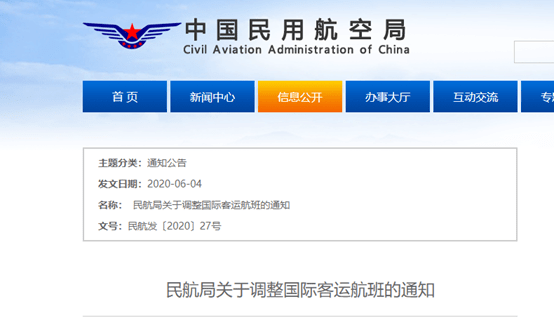 中国民用航空局
Civil Aviation Administration of China
首 页 新闻中心 信息公开 办事大厅 互动交流
主题分类：通知公告
发文日期：2020-06-04
名称： 民航局关于调整国际客运航班的通知
文号：民航发〔2020〕27号
民航局关于调整国际客运航班的通知